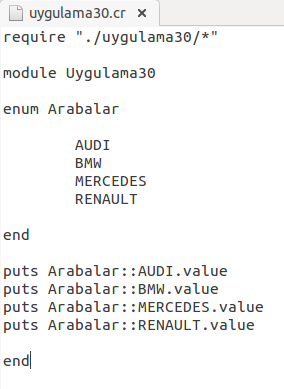 uygulama30.cr
require "./uygulama30/*"
module Uygulama30
enum Arabalar
AUDI
BMW
MERCEDES
RENAULT
end
puts Arabalar::AUDI.value
puts Arabalar::BMW.value
puts Arabalar::MERCEDES.value
puts Arabalar::RENAULT.value
end